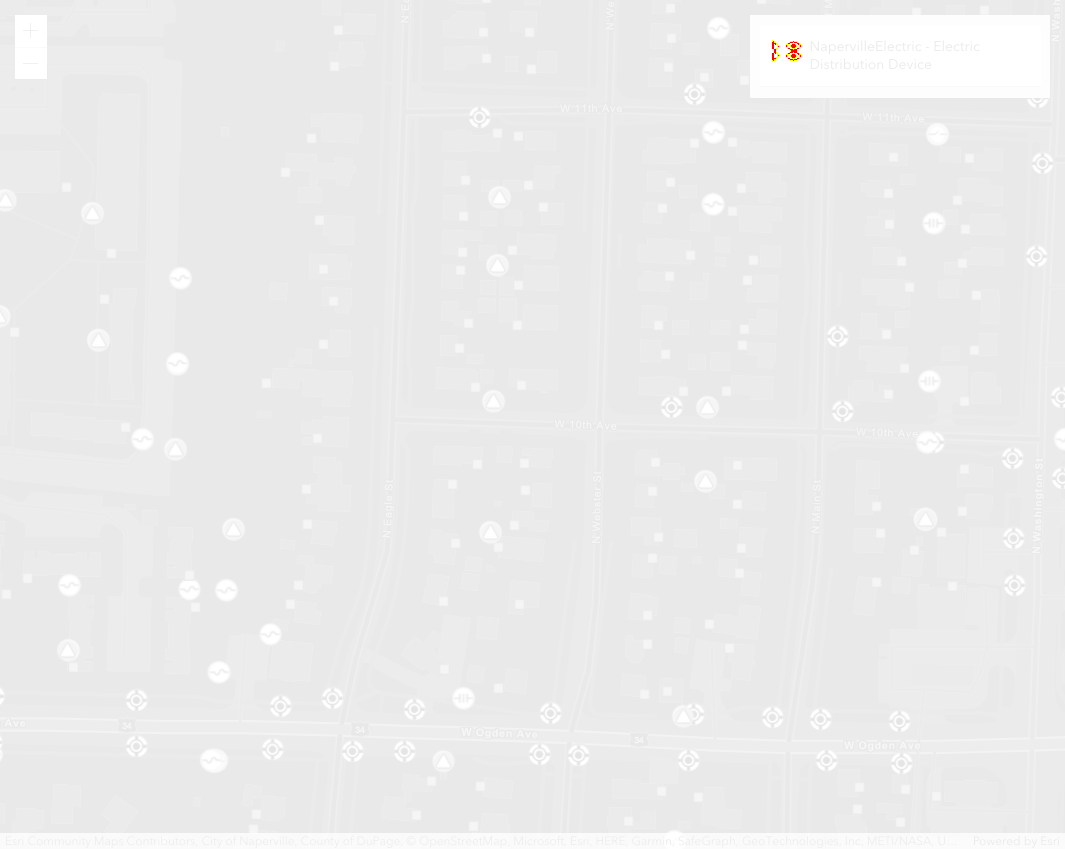 NapervilleElectric - Electric
Distribution Device
W 11th Ave
W 11th Ave
W 10th Ave
W 10th Ave
N Eagle St
N Webster St
N Main St
N Washington St
Ave
34
34
W Ogden Ave
34
W Ogden Ave
Esri Community Maps Contributors, City of Naperville, County of DuPage, © OpenStreetMap, Microsoft, Esri, HERE, Garmin, SafeGraph, GeoTechnologies, Inc, METI/NASA, U
Powered by Esri